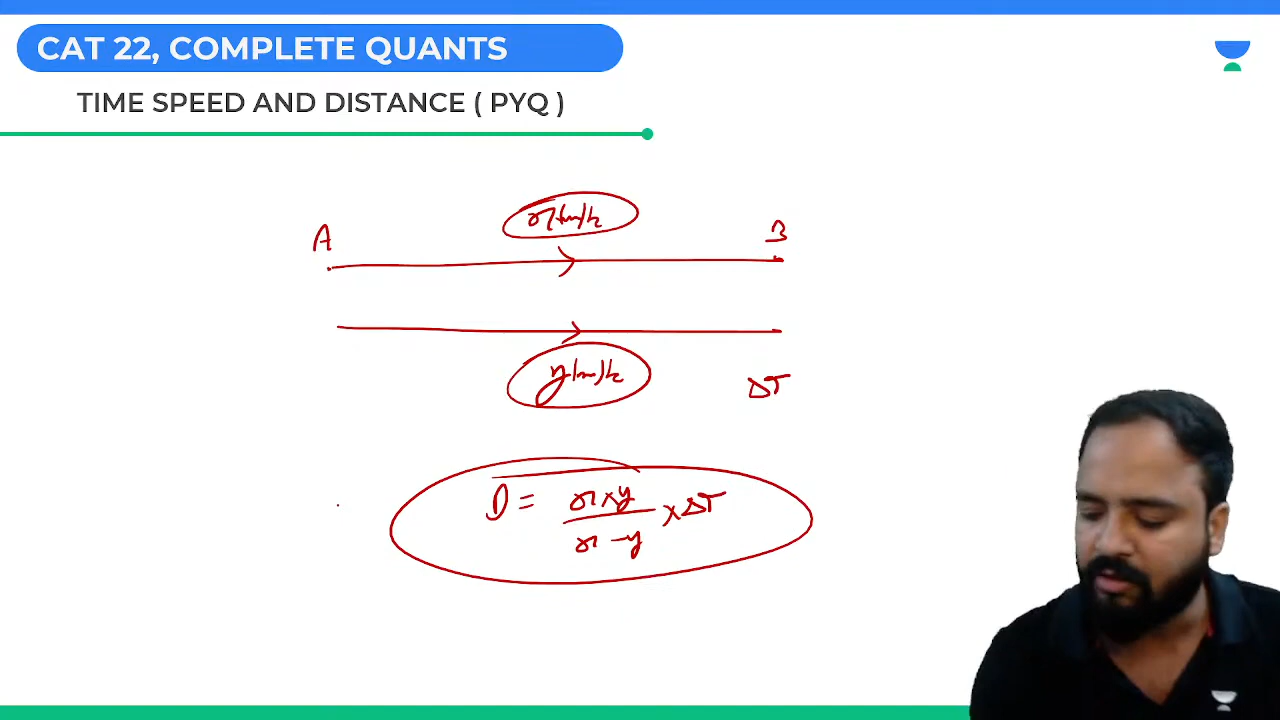 CAT 22, COMPLETE QUANTS
TIME SPEED AND DISTANCE ( PYQ )
x km/h
A
B
y km/h
ΔT
D = x×y / x-y × ΔT